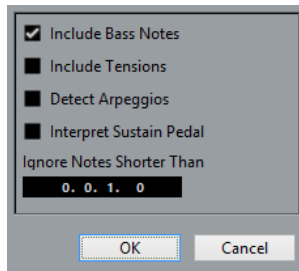 Include Bass Notes
Include Tensions
Detect Arpeggios
Interpret Sustain Pedal
Ignore Notes Shorter Than
0. 0. 1. 0
OK Cancel